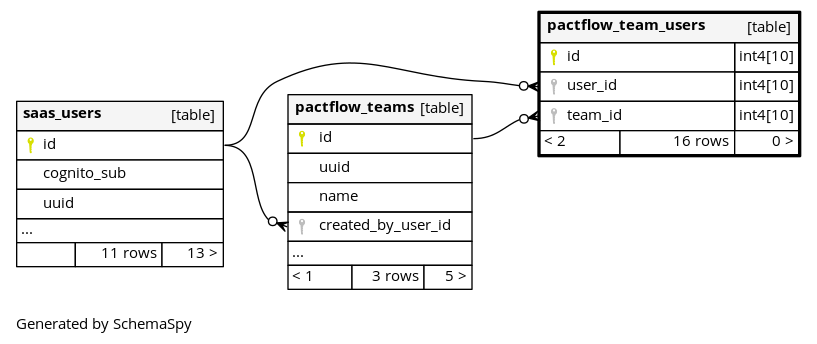 pactflow_team_users [table]
id int4[10]
user_id int4[10]
team_id int4[10]
< 2 16 rows 0 >
pactflow_teams [table]
id
uuid
name
created_by_user_id
...
< 1 3 rows 5 >
saas_users [table]
id
cognito_sub
uuid
...
11 rows 13 >
Generated by SchemaSpy